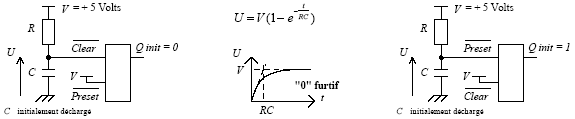 V = + 5 Volts
R
U
Clear
Q init = 0
C
V
Preset
C initialement déchargé
U = V(1− e^−t/RC)
U
V
"0" furtif
t
RC
V = + 5 Volts
R
U
Preset
Q init = 1
C
V
Clear
C initialement déchargé